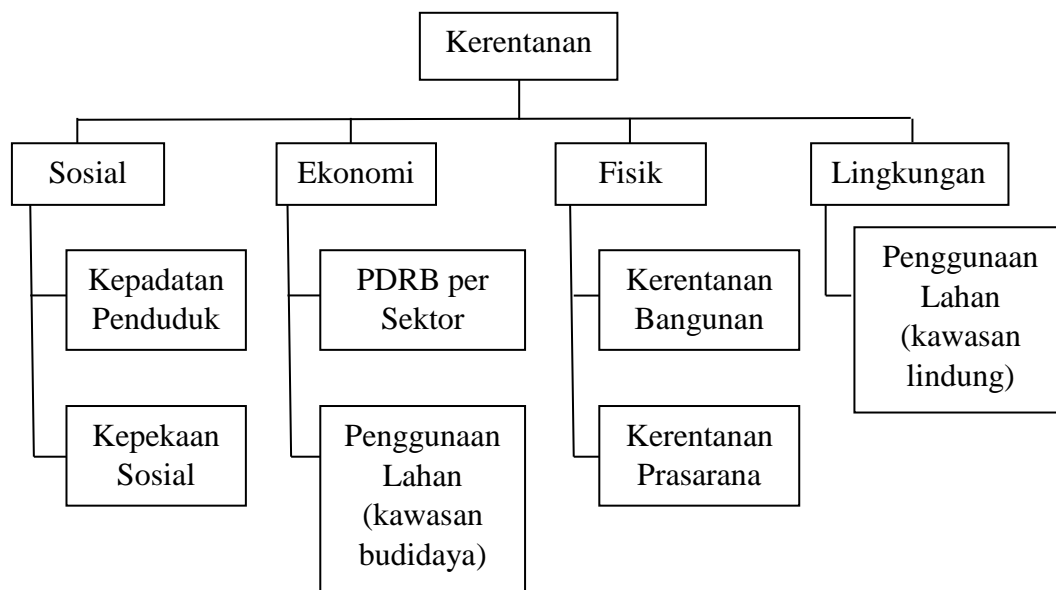 Kerentanan
Sosial
Ekonomi
Fisik
Lingkungan
Kepadatan
Penduduk
PDRB per
Sektor
Kerentanan
Bangunan
Penggunaan
Lahan
(kawasan
lindung)
Kepekaan
Sosial
Penggunaan
Lahan
(kawasan
budidaya)
Kerentanan
Prasarana